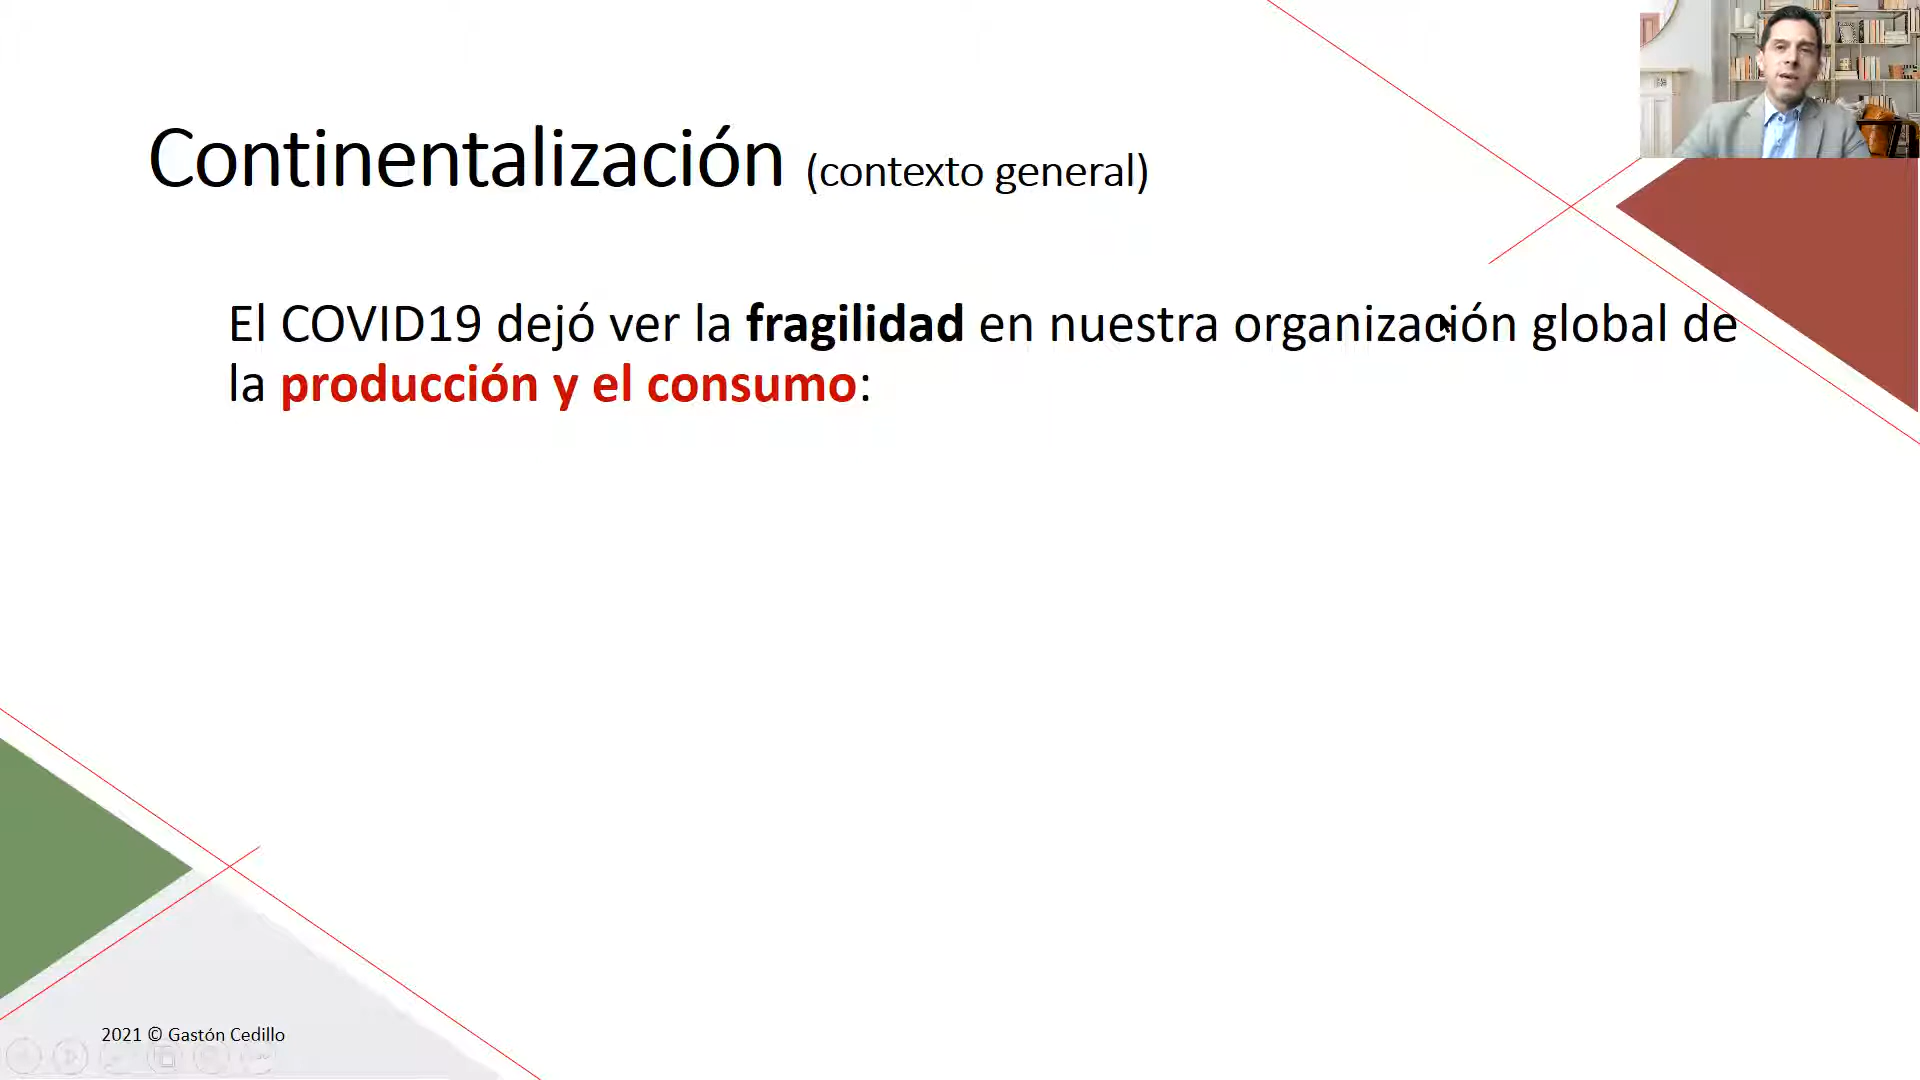 Continentalización (contexto general)
El COVID19 dejó ver la fragilidad en nuestra organización global de
la producción y el consumo:
2021 © Gastón Cedillo